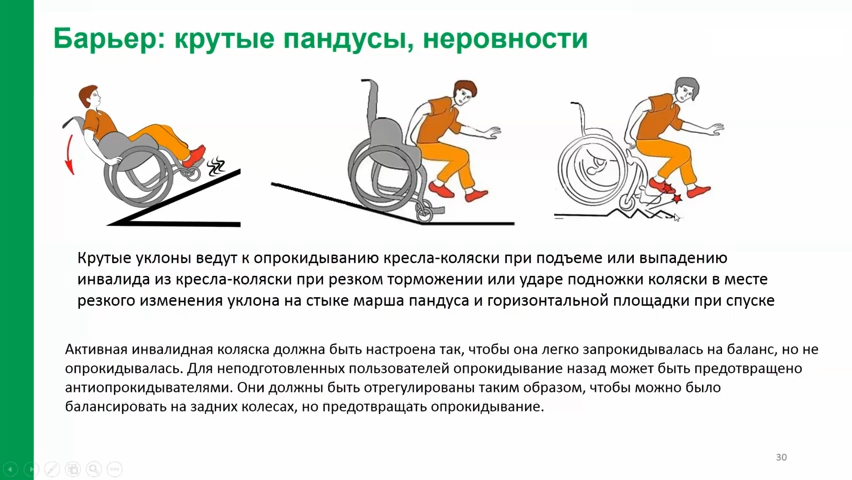 Барьер: крутые пандусы, неровности
Крутые уклоны ведут к опрокидыванию кресла-коляски при подъеме или выпадению
инвалида из кресла-коляски при резком торможении или ударе подножки коляски в месте
резкого изменения уклона на стыке марша пандуса и горизонтальной площадки при спуске
Активная инвалидная коляска должна быть настроена так, чтобы она легко запрокидывалась на баланс, но не
опрокидывалась. Для неподготовленных пользователей опрокидывание назад может быть предотвращено
антиопрокидывателями. Они должны быть отрегулированы таким образом, чтобы можно было
балансировать на задних колесах, но предотвращать опрокидывание.
30